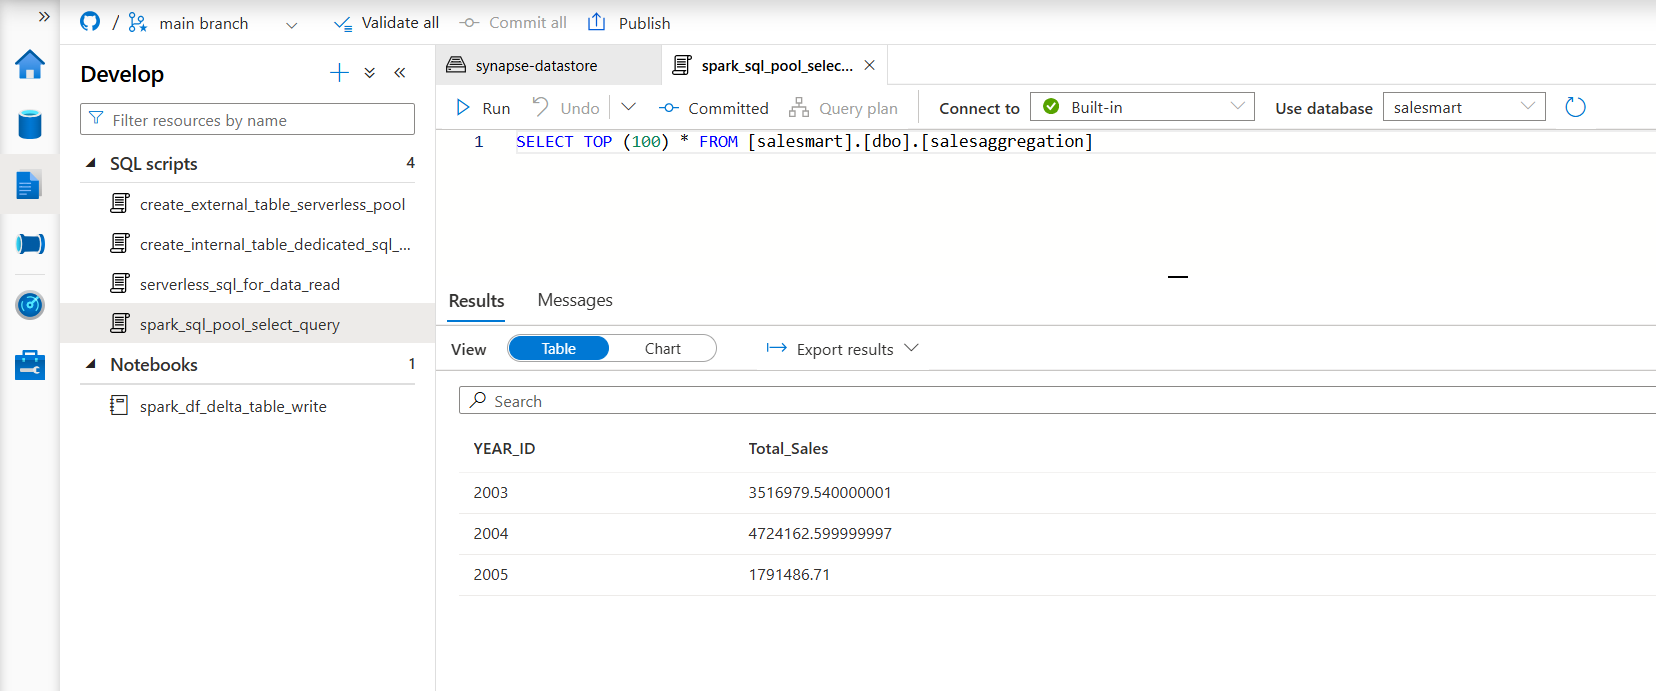 / main branch Validate all Commit all Publish
Develop
Filter resources by name
SQL scripts 4
create_external_table_serverless_pool
create_internal_table_dedicated_sql_...
serverless_sql_for_data_read
spark_sql_pool_select_query
Notebooks 1
spark_df_delta_table_write
synapse-datastore spark_sql_pool_selec...
Run Undo Committed Query plan Connect to Built-in Use database salesmart
1 SELECT TOP (100) * FROM [salesmart].[dbo].[salesaggregation]
Results Messages
View Table Chart Export results
Search
YEAR_ID Total_Sales
2003 3516979.540000001
2004 4724162.599999997
2005 1791486.71